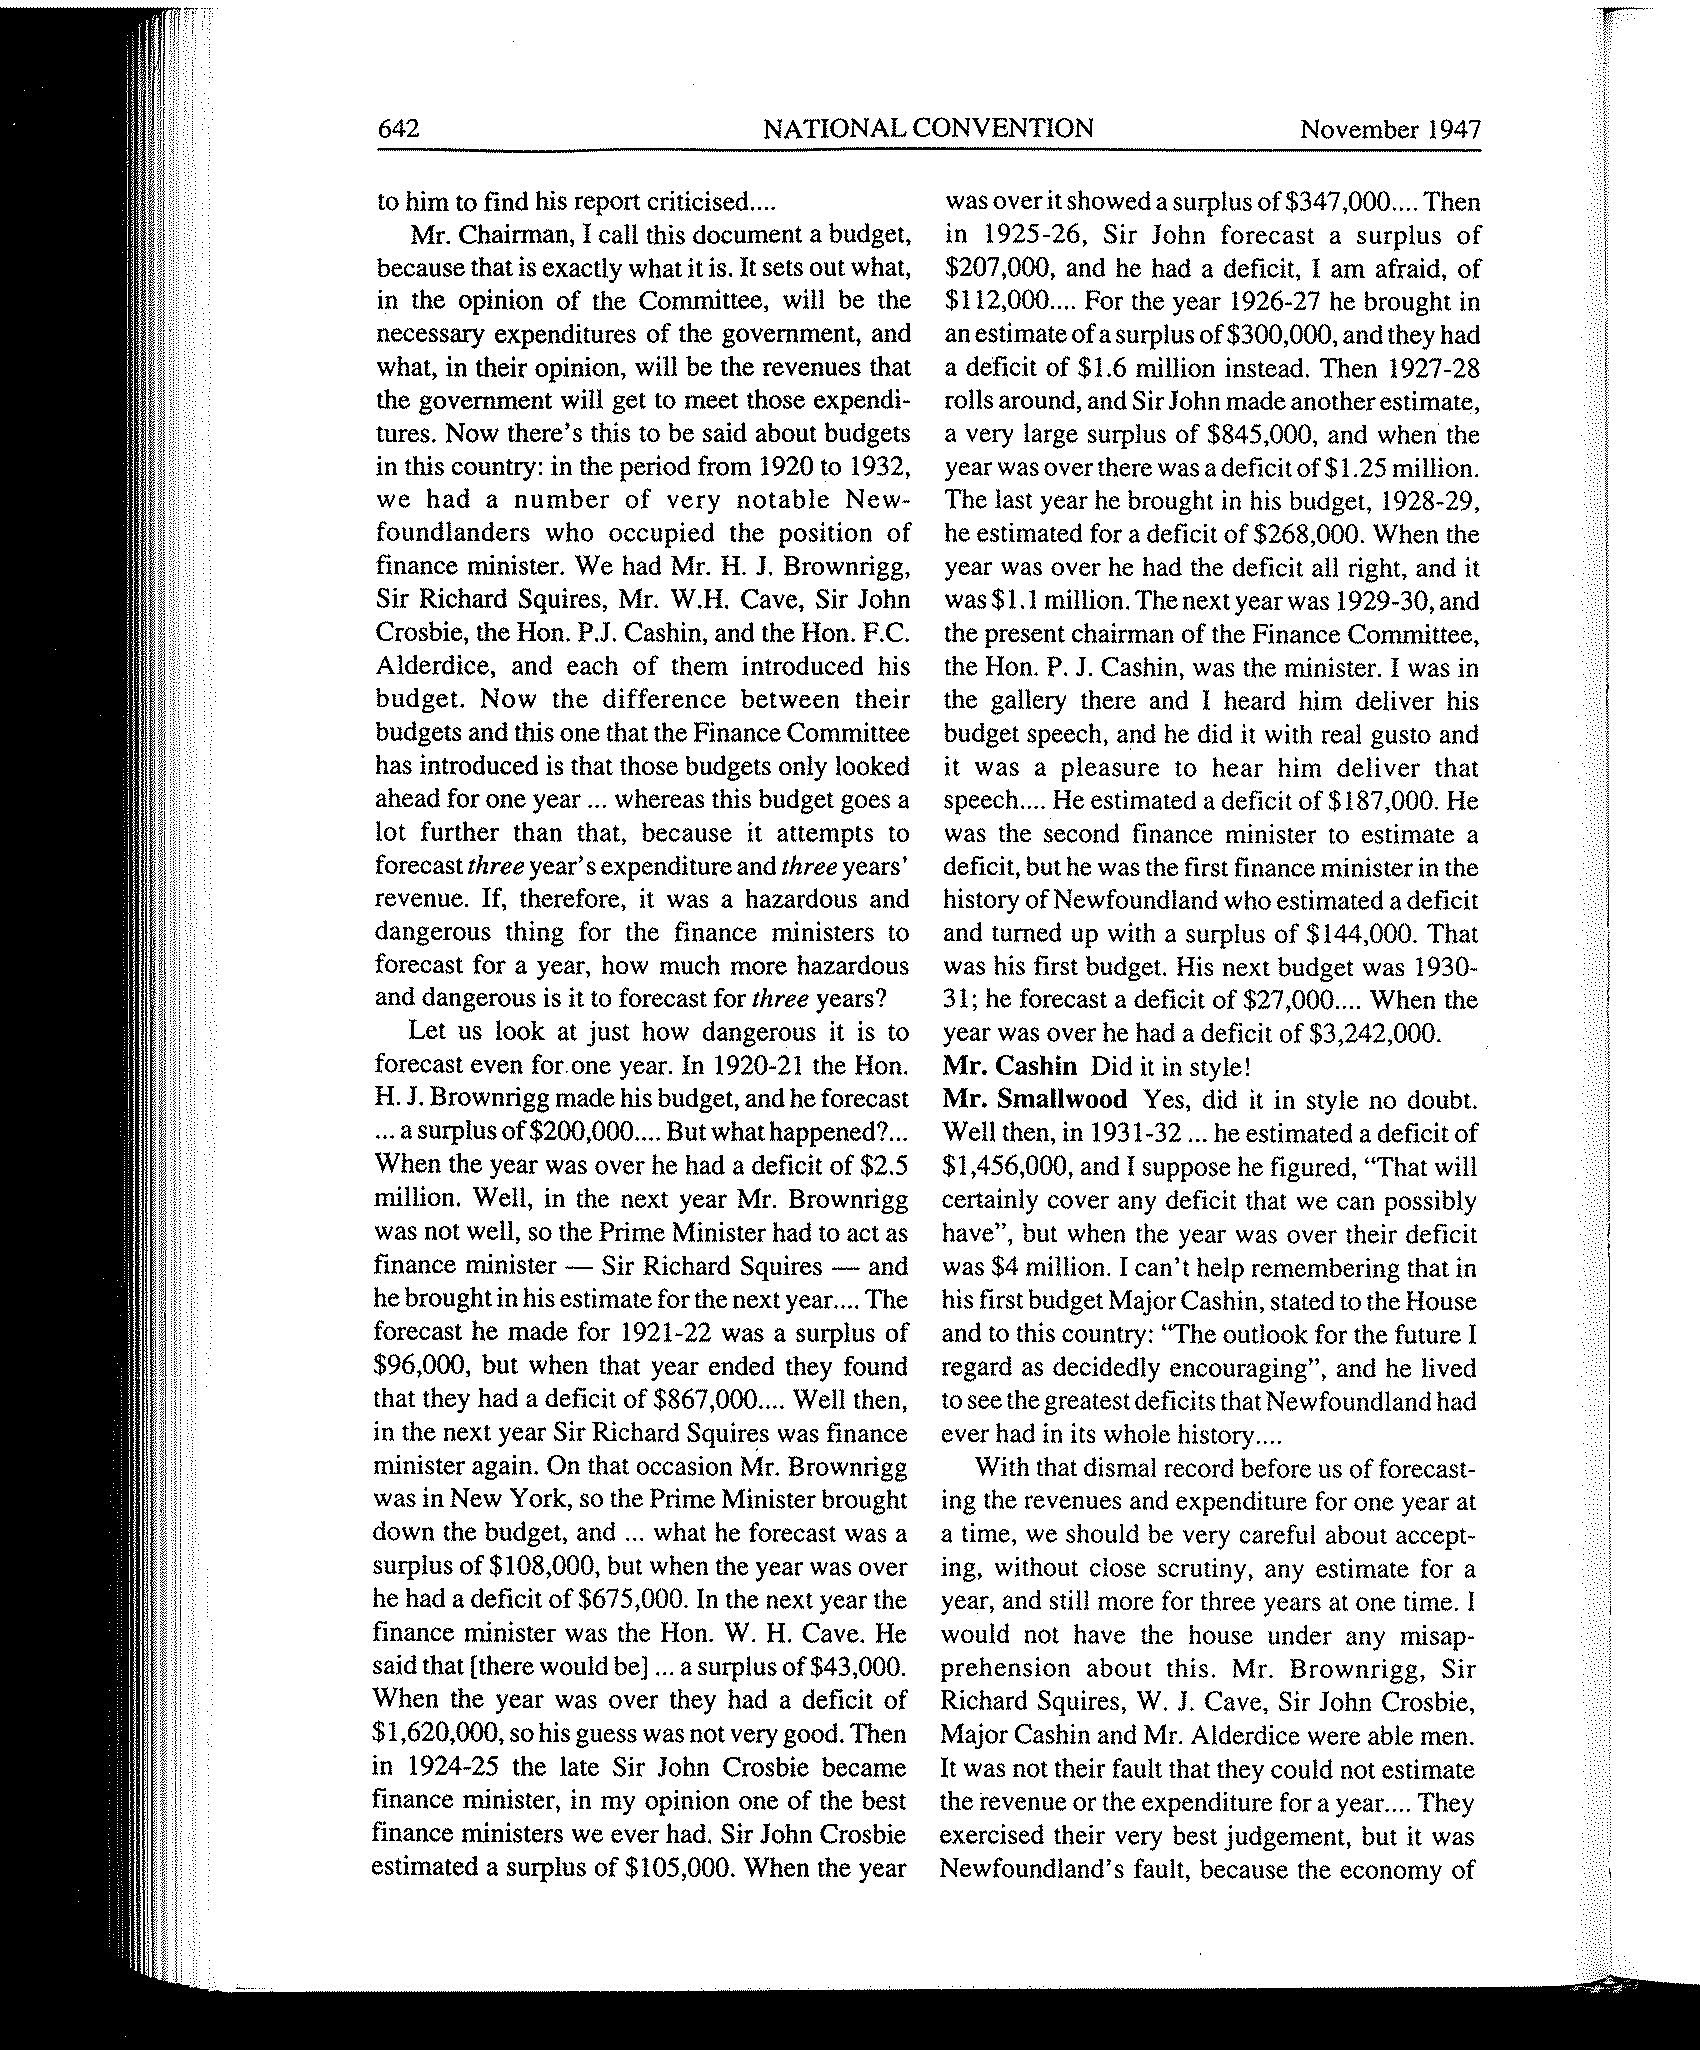 642 NATIONAL CONVENTION November 1947
to him to find his report criticised....
Mr. Chairman, I call this document a budget,
because that is exactly what it is. It sets out what,
in the opinion of the Committee, will be the
necessary expenditures of the government, and
what, in their opinion, will be the revenues that
the government will get to meet those expendi-
tures. Now there's this to be said about budgets
in this country: in the period from 1920 to 1932,
we had a number of very notable New-
foundlanders who occupied the position of
finance minister. We had Mr. H. J. Brownrigg,
Sir Richard Squires, Mr. W.H. Cave, Sir John
Crosbie, the Hon. P.J. Cashin, and the Hon. F.C.
Alderdice, and each of them introduced his
budget. Now the difference between their
budgets and this one that the Finance Committee
has introduced is that those budgets only looked
ahead for one year ... whereas this budget goes a
lot further than that, because it attempts to
forecast three year's expenditure and three years'
revenue. If, therefore, it was a hazardous and
dangerous thing for the finance ministers to
forecast for a year, how much more hazardous
and dangerous is it to forecast for three years?
Let us look at just how dangerous it is to
forecast even for one year. In 1920-21 the Hon.
H. J. Brownrigg made his budget, and he forecast
... a surplus of $200,000.... But what happened?...
When the year was over he had a deficit of $2.5
million. Well, in the next year Mr. Brownrigg
was not well, so the Prime Minister had to act as
finance minister — Sir Richard Squires — and
he brought in his estimate for the next year.... The
forecast he made for 1921-22 was a surplus of
$96,000, but when that year ended they found
that they had a deficit of $867,000.... Well then,
in the next year Sir Richard Squires was finance
minister again. On that occasion Mr. Brownrigg
was in New York, so the Prime Minister brought
down the budget, and ... what he forecast was a
surplus of $108,000, but when the year was over
he had a deficit of $675,000. In the next year the
finance minister was the Hon. W. H. Cave. He
said that [there would be] ... a surplus of $43,000.
When the year was over they had a deficit of
$1,620,000, so his guess was not very good. Then
in 1924-25 the late Sir John Crosbie became
finance minister, in my opinion one of the best
finance ministers we ever had. Sir John Crosbie
estimated a surplus of $105,000. When the year
was over it showed a surplus of $347,000.... Then
in 1925-26, Sir John forecast a surplus of
$207,000, and he had a deficit, I am afraid, of
$112,000.... For the year 1926-27 he brought in
an estimate of a surplus of $300,000, and they had
a deficit of $1.6 million instead. Then 1927-28
rolls around, and Sir John made another estimate,
a very large surplus of $845,000, and when the
year was over there was a deficit of $1.25 million.
The last year he brought in his budget, 1928-29,
he estimated for a deficit of $268,000. When the
year was over he had the deficit all right, and it
was $1.1 million. The next year was 1929-30, and
the present chairman of the Finance Committee,
the Hon. P. J. Cashin, was the minister. I was in
the gallery there and I heard him deliver his
budget speech, and he did it with real gusto and
it was a pleasure to hear him deliver that
speech.... He estimated a deficit of $187,000. He
was the second finance minister to estimate a
deficit, but he was the first finance minister in the
history of Newfoundland who estimated a deficit
and turned up with a surplus of $144,000. That
was his first budget. His next budget was 1930-
31; he forecast a deficit of $27,000.... When the
year was over he had a deficit of $3,242,000.
Mr. Cashin Did it in style!
Mr. Smallwood Yes, did it in style no doubt.
Well then, in 1931-32 ... he estimated a deficit of
$1,456,000, and I suppose he figured, "That will
certainly cover any deficit that we can possibly
have", but when the year was over their deficit
was $4 million. I can't help remembering that in
his first budget Major Cashin, stated to the House
and to this country: "The outlook for the future I
regard as decidedly encouraging", and he lived
to see the greatest deficits that Newfoundland had
ever had in its whole history....
With that dismal record before us of forecast-
ing the revenues and expenditure for one year at
a time, we should be very careful about accept-
ing, without close scrutiny, any estimate for a
year, and still more for three years at one time. I
would not have the house under any misap-
prehension about this. Mr. Brownrigg, Sir
Richard Squires, W. J. Cave, Sir John Crosbie,
Major Cashin and Mr. Alderdice were able men.
It was not their fault that they could not estimate
the revenue or the expenditure for a year.... They
exercised their very best judgement, but it was
Newfoundland's fault, because the economy of